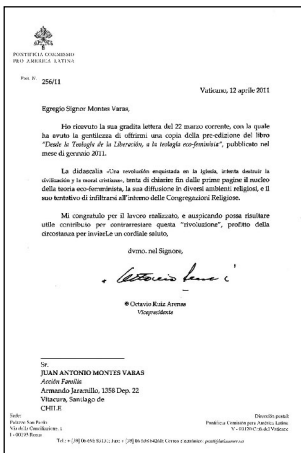 PONTIFICIA COMMISSIO
PRO AMERICA LATINA
Prot. N. 256/11
Vaticano, 12 aprile 2011
Egregio Signor Montes Varas,
Ho ricevuto la sua gradita lettera del 22 marzo corrente, con la quale
ha avuto la gentilezza di offrirmi una copia della pre-edizione del libro
"Desde la Teología de la Liberación, a la teología eco-feminista", pubblicato nel
mese di gennaio 2011.
La didascalia «Una revolución enquistada en la Iglesia, intenta destruir la
civilización y la moral cristiana», tenta di chiarire fin dalle prime pagine il nucleo
della teoria eco-femminista, la sua diffusione in diversi ambienti religiosi, e il
suo tentativo di infiltrarsi all'interno delle Congregazioni Religiose.
Mi congratulo per il lavoro realizzato, e auspicando possa risultare
utile contributo per contrarrestare questa "rivoluzione", profitto della
circostanza per inviarLe un cordiale saluto,
dvmo. nel Signore,
Octavio Ruiz Arenas
Vicepresidente
Sr.
JUAN ANTONIO MONTES VARAS
Acción Familia
Armando Jaramillo, 1358 Dep. 22
Vitacura, Santiago de
CHILE
Sede:
Palazzo San Paolo
Via della Conciliazione, 1
I - 00193 Roma
Dirección postal:
Pontificia Comisión para América Latina
V - 00120 Città del Vaticano